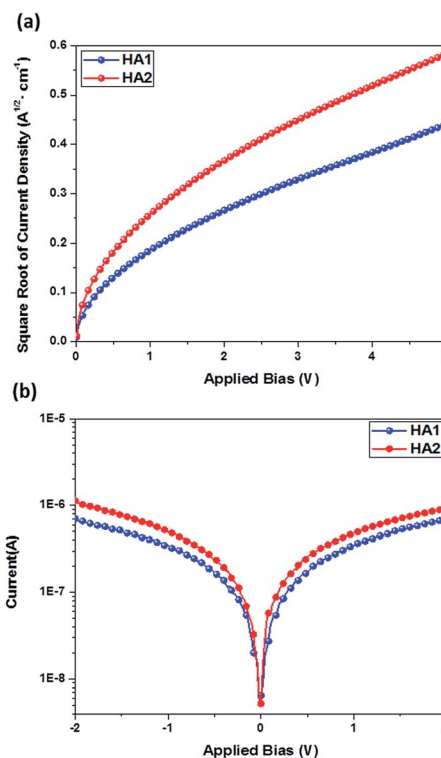 (a)
HA1
HA2
Square Root of Current Density (A^1/2· cm^-1)
0.6
0.5
0.4
0.3
0.2
0.1
0.0
0 1 2 3 4
Applied Bias (V)
(b)
HA1
HA2
Current(A)
1E-5
1E-6
1E-7
1E-8
-2 -1 0 1
Applied Bias (V)